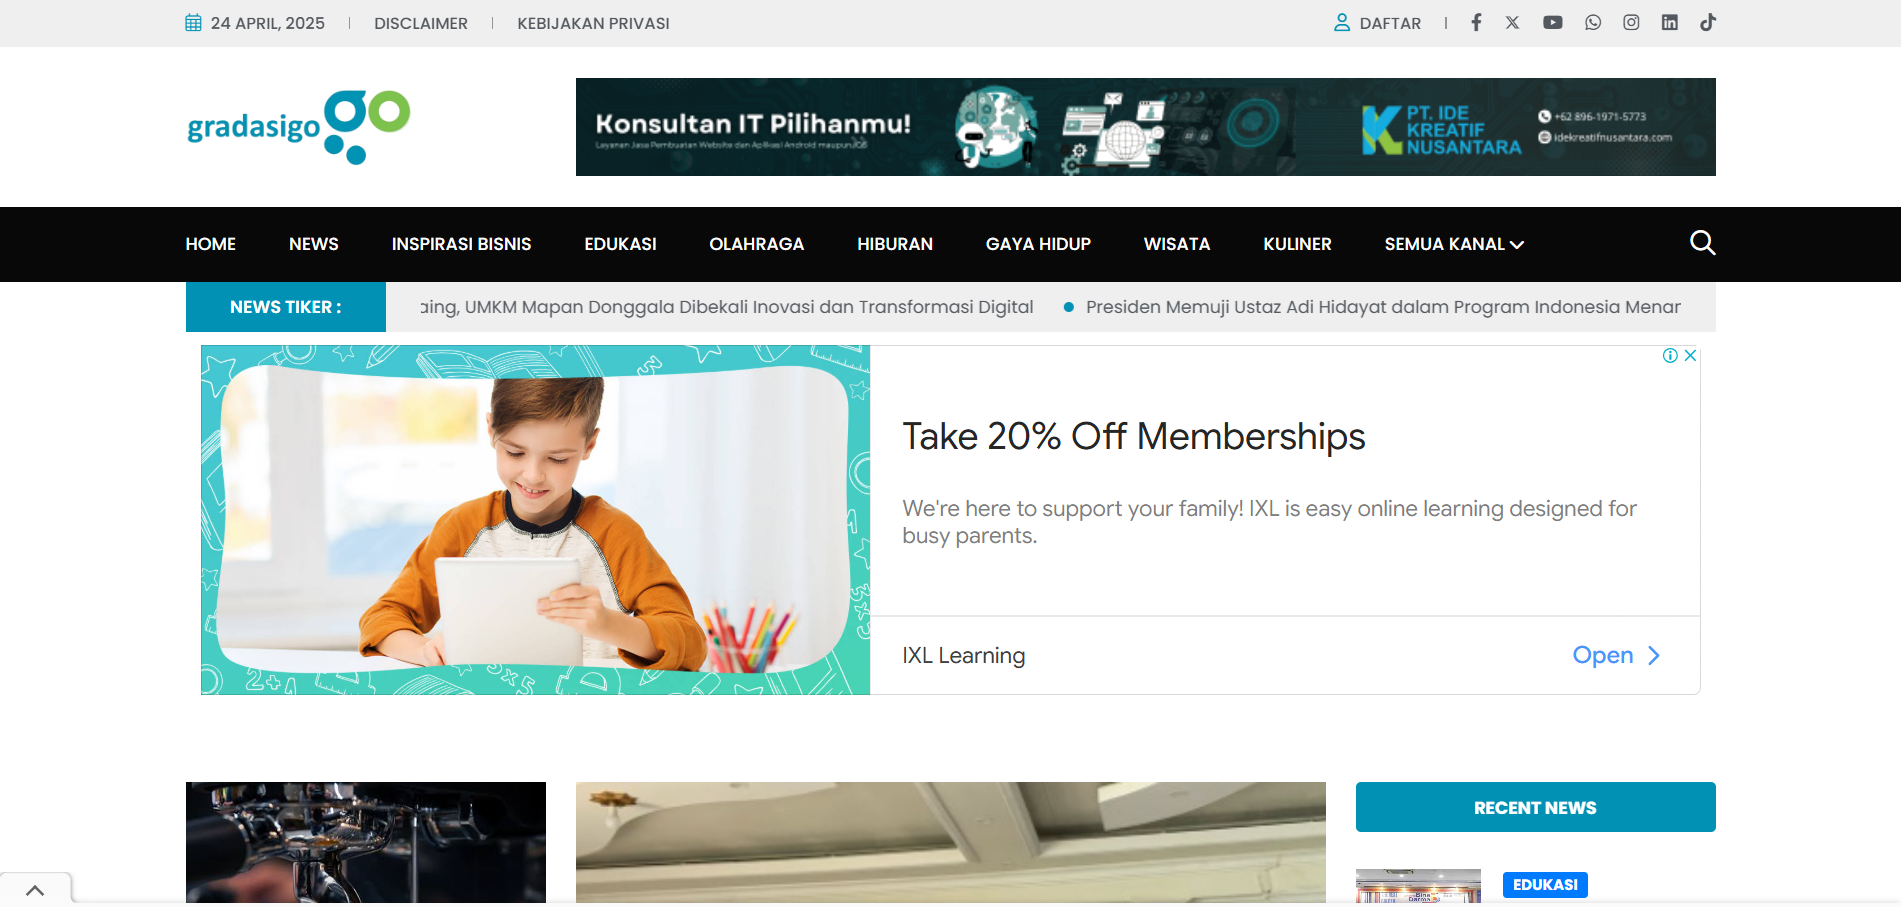 24 APRIL, 2025
DISCLAIMER
KEBIJAKAN PRIVASI
DAFTAR
gradasigo
Konsultan IT Pilihanmu!
Layanan Jasa Pembuatan Website dan Aplikasi Android maupun iOS
PT. IDE
KREATIF
NUSANTARA
+62 896-1971-5773
idekreatifnusantara.com
HOME
NEWS
INSPIRASI BISNIS
EDUKASI
OLAHRAGA
HIBURAN
GAYA HIDUP
WISATA
KULINER
SEMUA KANAL
NEWS TIKER :
aing, UMKM Mapan Donggala Dibekali Inovasi dan Transformasi Digital
Presiden Memuji Ustaz Adi Hidayat dalam Program Indonesia Menar
Take 20% Off Memberships
We're here to support your family! IXL is easy online learning designed for
busy parents.
IXL Learning
Open
RECENT NEWS
EDUKASI